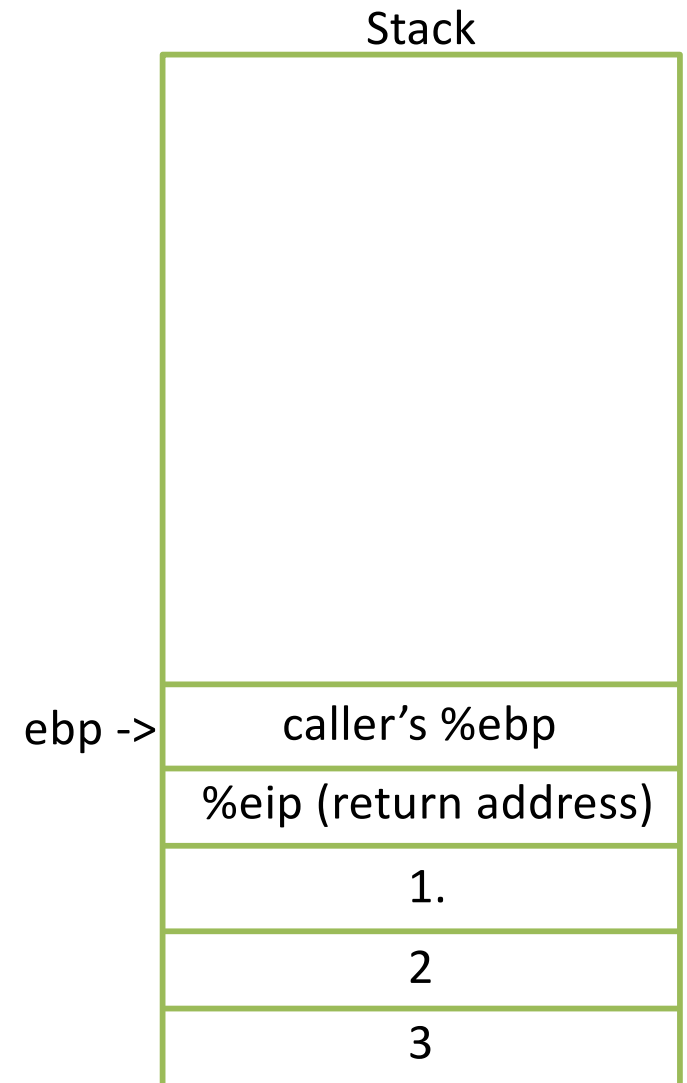 Stack
ebp -> caller’s %ebp
%eip (return address)
1.
2
3